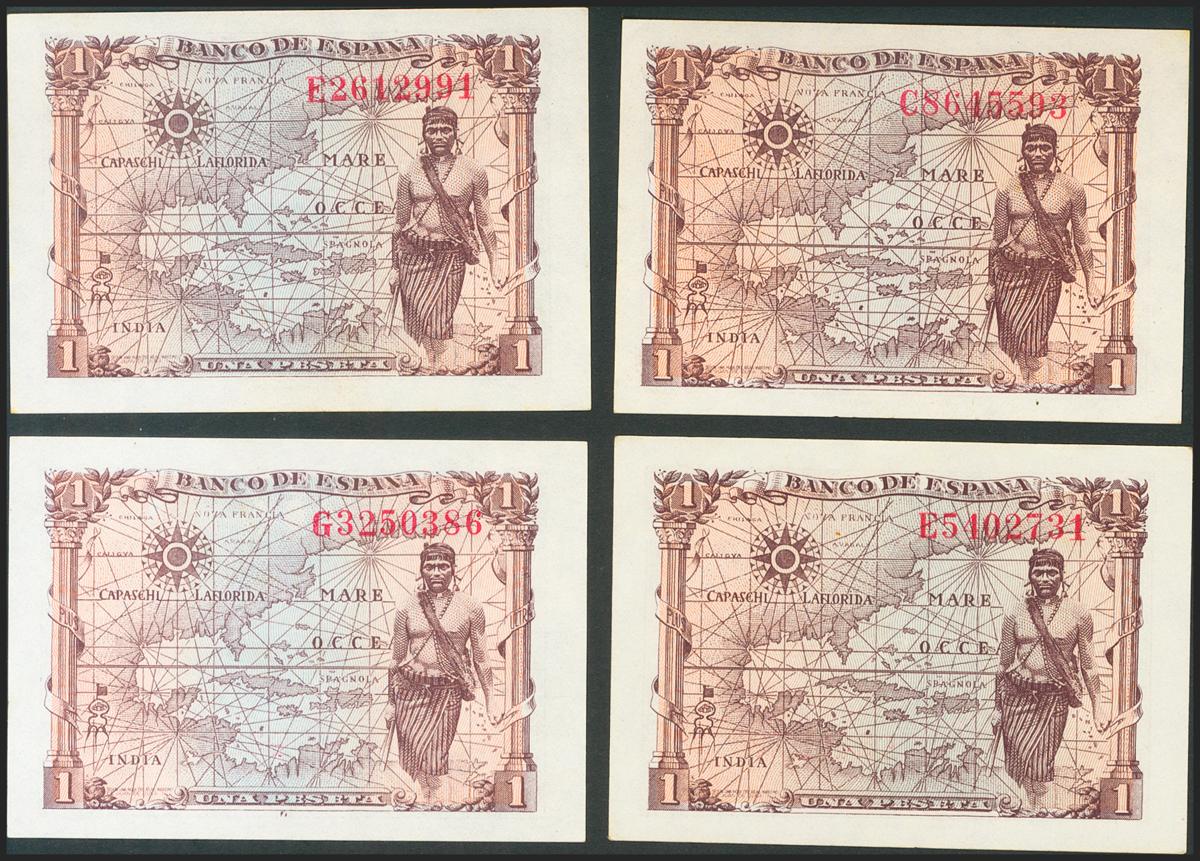 BANCO DE ESPAÑA
1 1
NOVA FRANCIA
E2612991
CAPASCHI LAFLORIDA MARE
OCCE
SPAGNOLA
INDIA
1 UNA PESETA 1
BANCO DE ESPAÑA
1 1
NOVA FRANCIA
C8615593
CAPASCHI LAFLORIDA MARE
OCCE
SPAGNOLA
INDIA
1 UNA PESETA 1
BANCO DE ESPAÑA
1 1
NOVA FRANCIA
G3250386
CAPASCHI LAFLORIDA MARE
OCCE
SPAGNOLA
INDIA
1 UNA PESETA 1
BANCO DE ESPAÑA
1 1
NOVA FRANCIA
E5402731
CAPASCHI LAFLORIDA MARE
OCCE
SPAGNOLA
INDIA
1 UNA PESETA 1